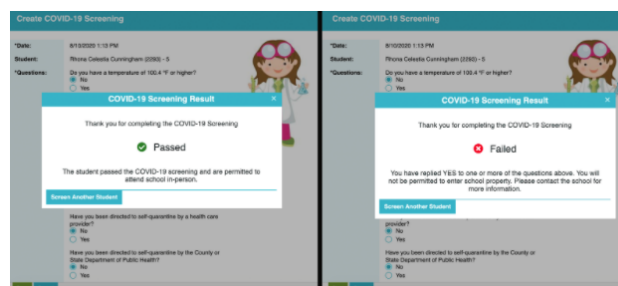 Create COVID-19 Screening
*Date: 8/10/2020 1:13 PM
Student: Rhona Celestia Cunningham (2260) - 5
*Questions: Do you have a temperature of 100.4 °F or higher?
No
Yes
COVID-19 Screening Result ×
Thank you for completing the COVID-19 Screening
Passed
The student passed the COVID-19 screening and are permitted to
attend school in-person.
Screen Another Student
Have you been directed to self-quarantine by a health care
provider?
No
Yes
Have you been directed to self-quarantine by the County or
State Department of Public Health?
No
Yes
Create COVID-19 Screening
*Date: 8/10/2020 1:13 PM
Student: Rhona Celestia Cunningham (2260) - 5
*Questions: Do you have a temperature of 100.4 °F or higher?
No
Yes
COVID-19 Screening Result ×
Thank you for completing the COVID-19 Screening
Failed
You have replied YES to one or more of the questions above. You will
not be permitted to enter school property. Please contact the school for
more information.
Screen Another Student
provider?
No
Yes
Have you been directed to self-quarantine by the County or
State Department of Public Health?
No
Yes